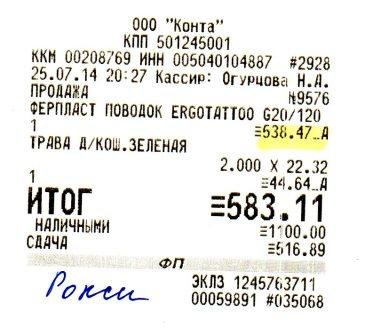 ООО "Конта"
КПП 501245001
ККМ 00208769 ИНН 005040104887 #2928
25.07.14 20:27 Кассир: Огурцова Н.А.
ПРОДАЖА №9576
ФЕРПЛАСТ ПОВОДОК ERGOTATTOO G20/120
1 ≡538.47_А
ТРАВА Д/КОШ.ЗЕЛЕНАЯ
2.000 X 22.32
1 ≡44.64_А
ИТОГ ≡583.11
НАЛИЧНЫМИ ≡1100.00
СДАЧА ≡516.89
ФП
Рокси ЭКЛЗ 1245763711
00059891 #035068